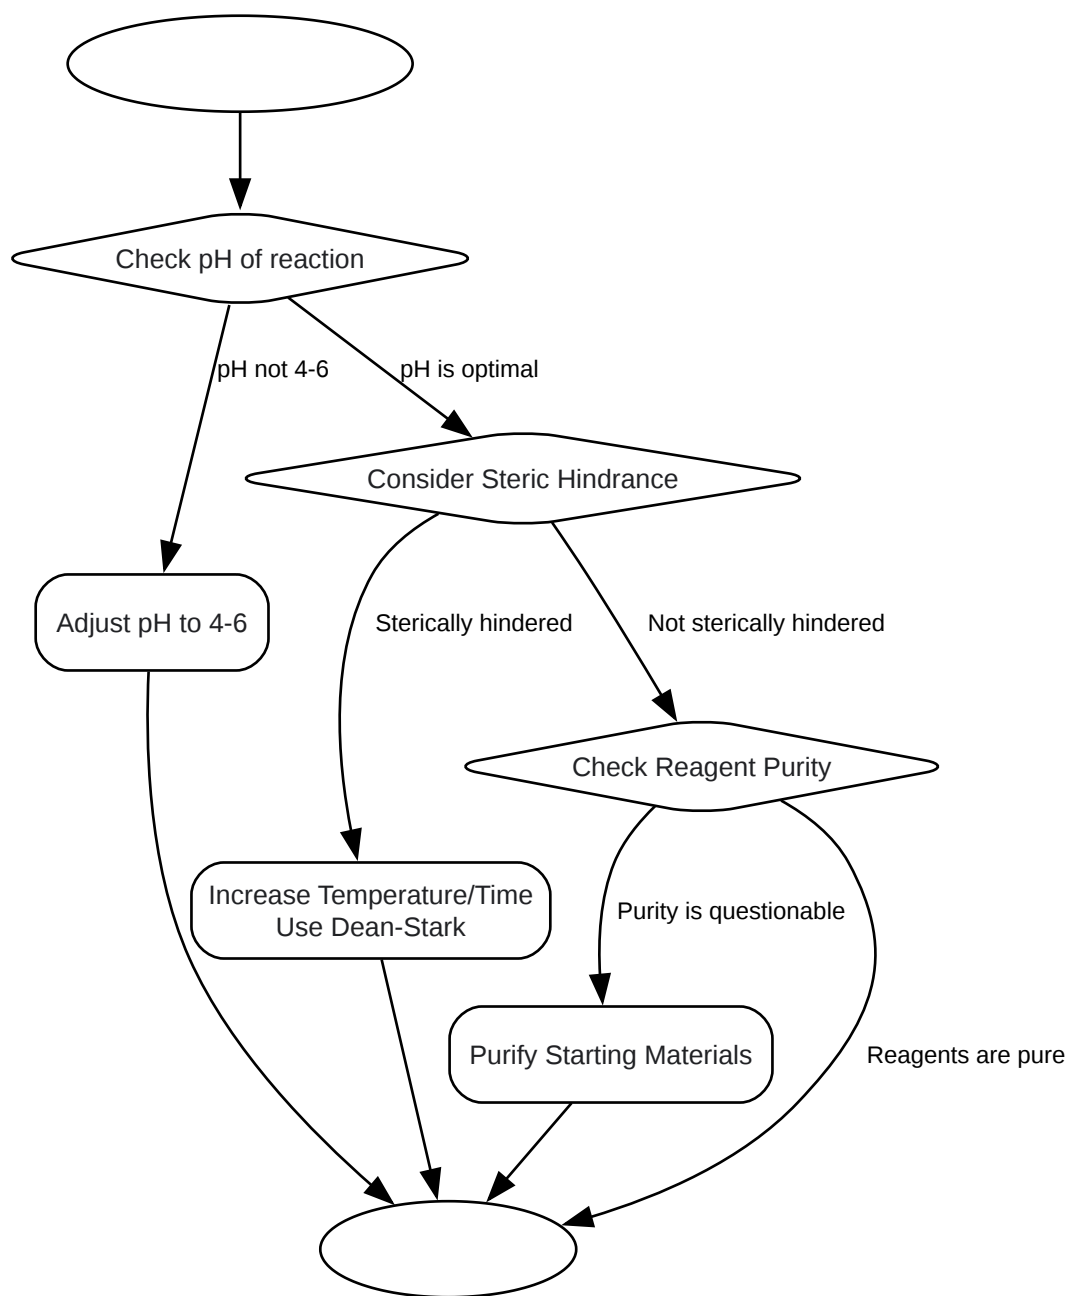 Check pH of reaction
pH not 4-6
pH is optimal
Consider Steric Hindrance
Adjust pH to 4-6
Sterically hindered
Not sterically hindered
Check Reagent Purity
Increase Temperature/Time
Use Dean-Stark
Purity is questionable
Purify Starting Materials
Reagents are pure